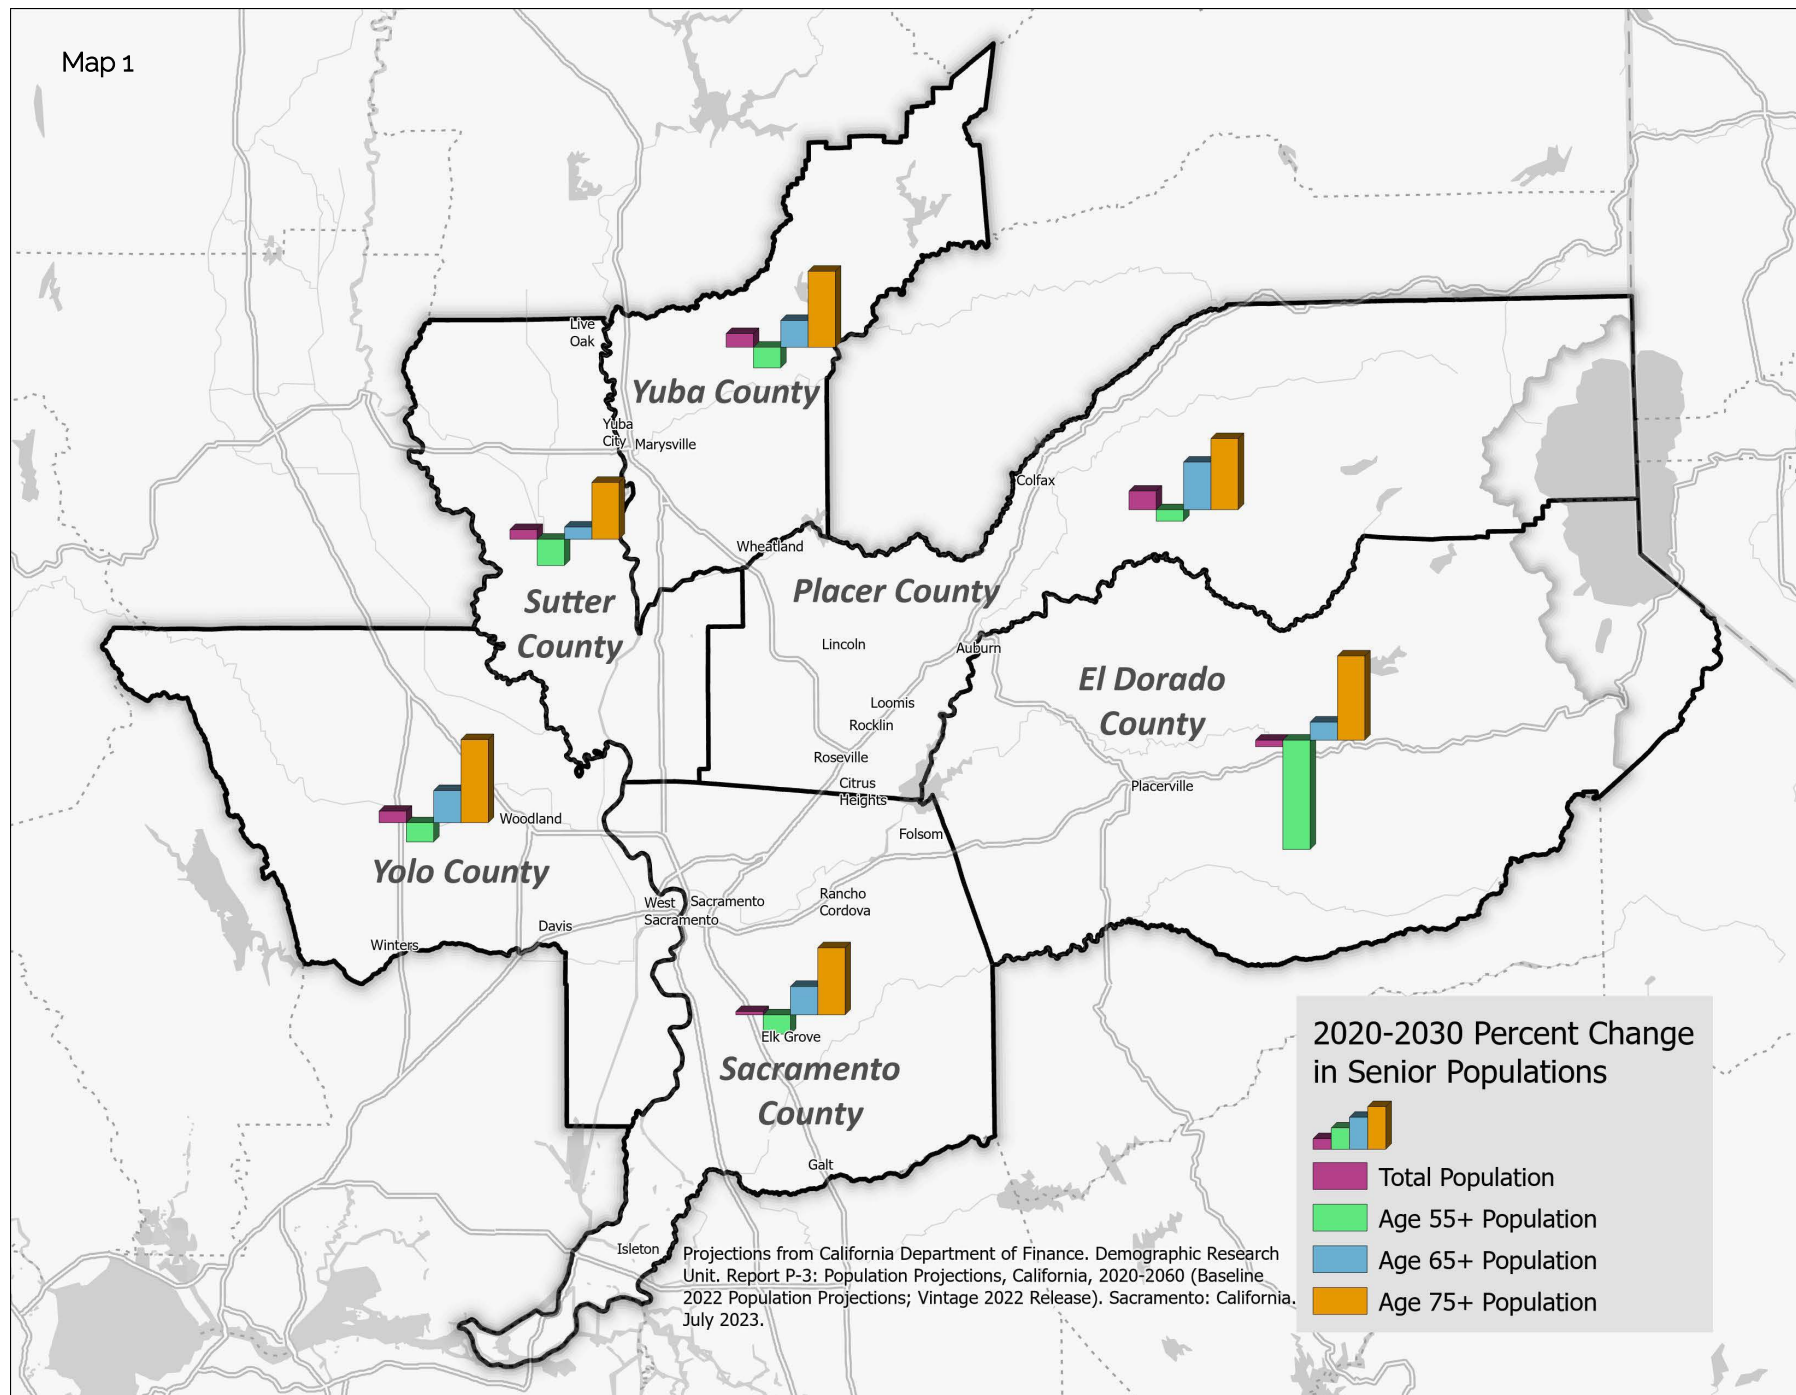 Map 1
Live
Oak
Yuba County
Yuba
City
Marysville
Colfax
Wheatland
Placer County
Sutter
County
Lincoln
Auburn
El Dorado
County
Loomis
Rocklin
Roseville
Citrus
Heights
Placerville
Woodland
Folsom
Yolo County
Rancho
Cordova
West
Sacramento
Sacramento
Davis
Winters
Elk Grove
Sacramento
County
Galt
Isleton
2020-2030 Percent Change
in Senior Populations
Total Population
Age 55+ Population
Age 65+ Population
Age 75+ Population
Projections from California Department of Finance. Demographic Research
Unit. Report P-3: Population Projections, California, 2020-2060 (Baseline
2022 Population Projections; Vintage 2022 Release). Sacramento: California.
July 2023.